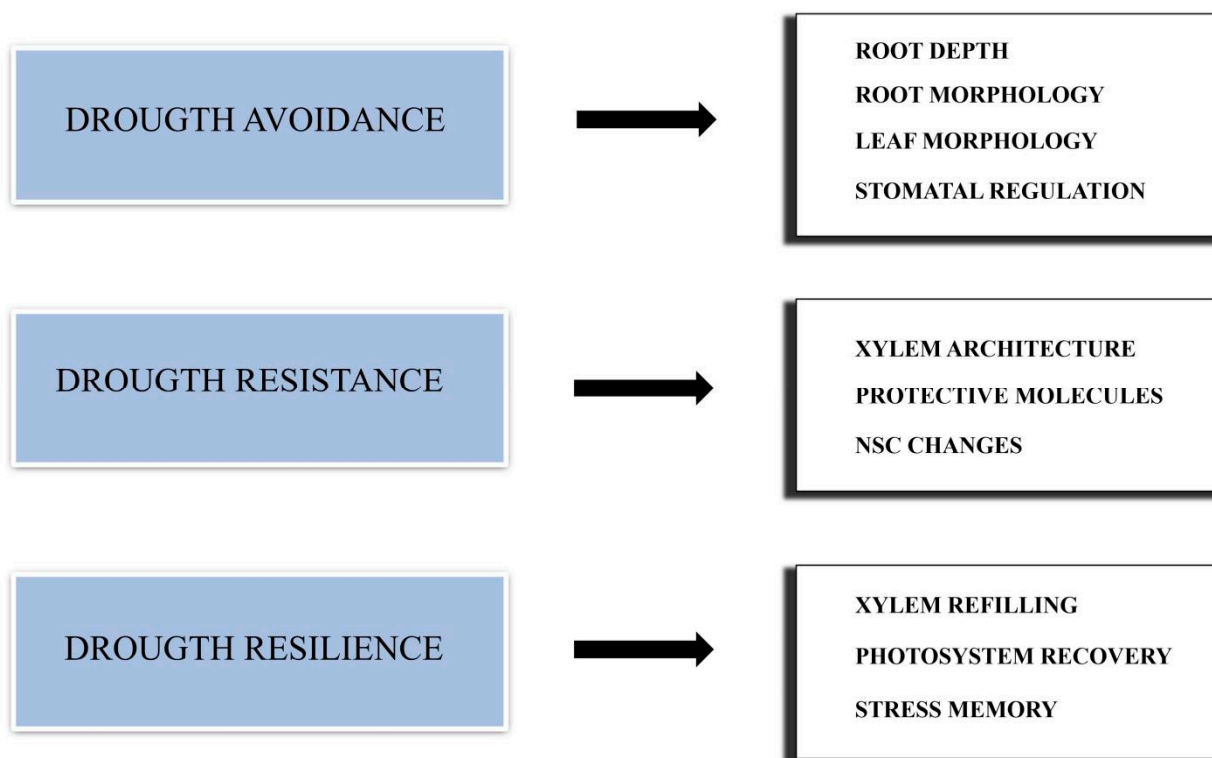 DROUGTH AVOIDANCE
ROOT DEPTH
ROOT MORPHOLOGY
LEAF MORPHOLOGY
STOMATAL REGULATION
DROUGTH RESISTANCE
XYLEM ARCHITECTURE
PROTECTIVE MOLECULES
NSC CHANGES
DROUGTH RESILIENCE
XYLEM REFILLING
PHOTOSYSTEM RECOVERY
STRESS MEMORY